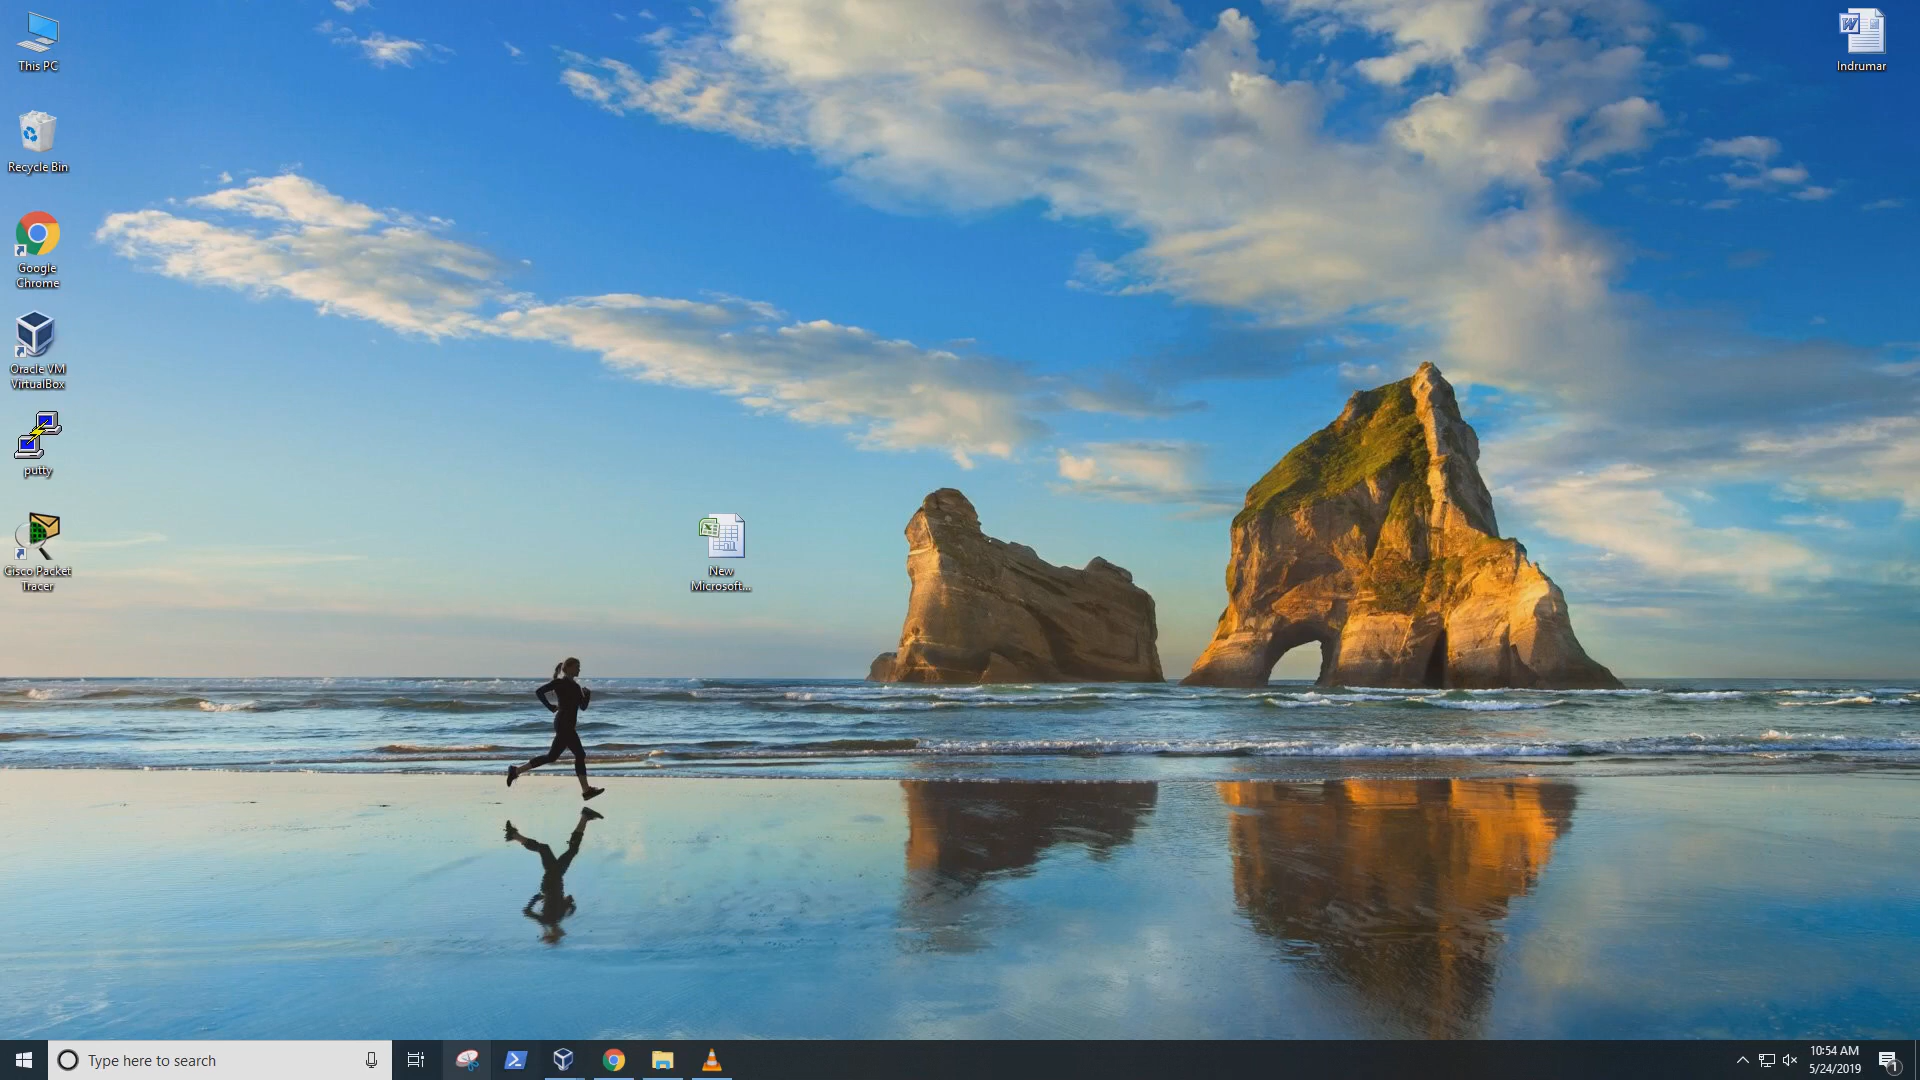 This PC
Indrumar
Recycle Bin
Google
Chrome
Oracle VM
VirtualBox
putty
Cisco Packet
Tracer
New
Microsoft...
Type here to search
10:54 AM
5/24/2019
1